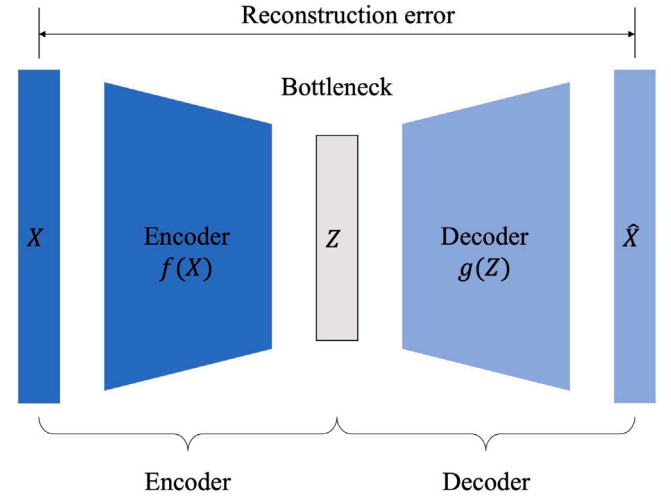 Reconstruction error
Bottleneck
X
Encoder
f(X)
Z
Decoder
g(Z)
X̂
Encoder
Decoder